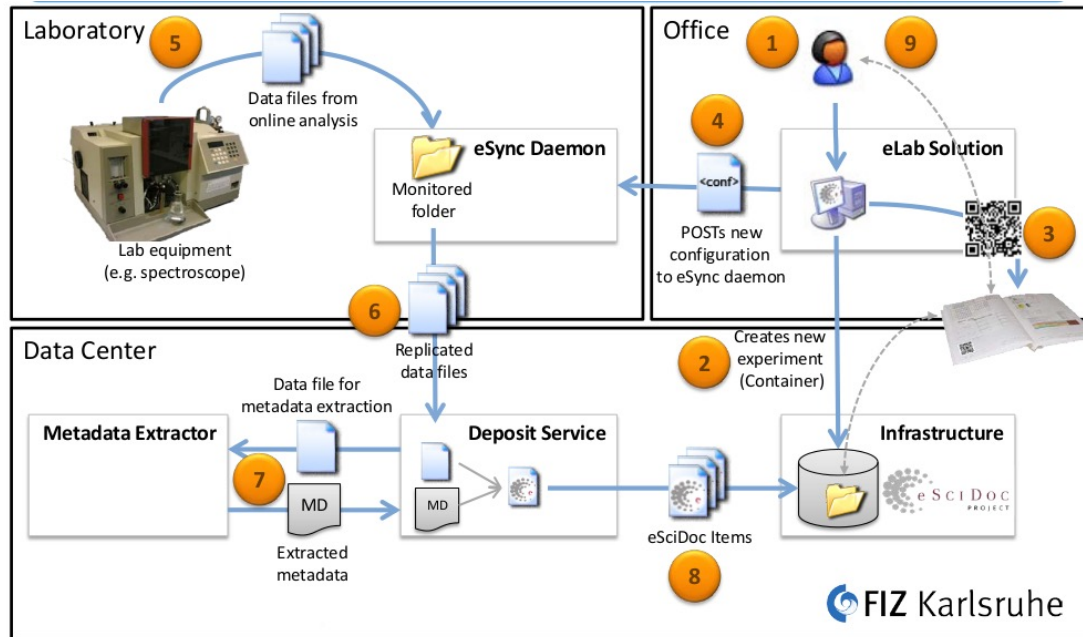 Laboratory
5
Data files from
online analysis
eSync Daemon
Monitored
folder
Lab equipment
(e.g. spectroscope)
Office
1
9
4
<conf>
eLab Solution
POSTs new
configuration
to eSync daemon
3
6
Replicated
data files
Data Center
2
Creates new
experiment
(Container)
Data file for
metadata extraction
Metadata Extractor
7
MD
Extracted
metadata
Deposit Service
MD
e
eSciDoc Items
8
Infrastructure
eSciDoc
PROJECT
FIZ Karlsruhe